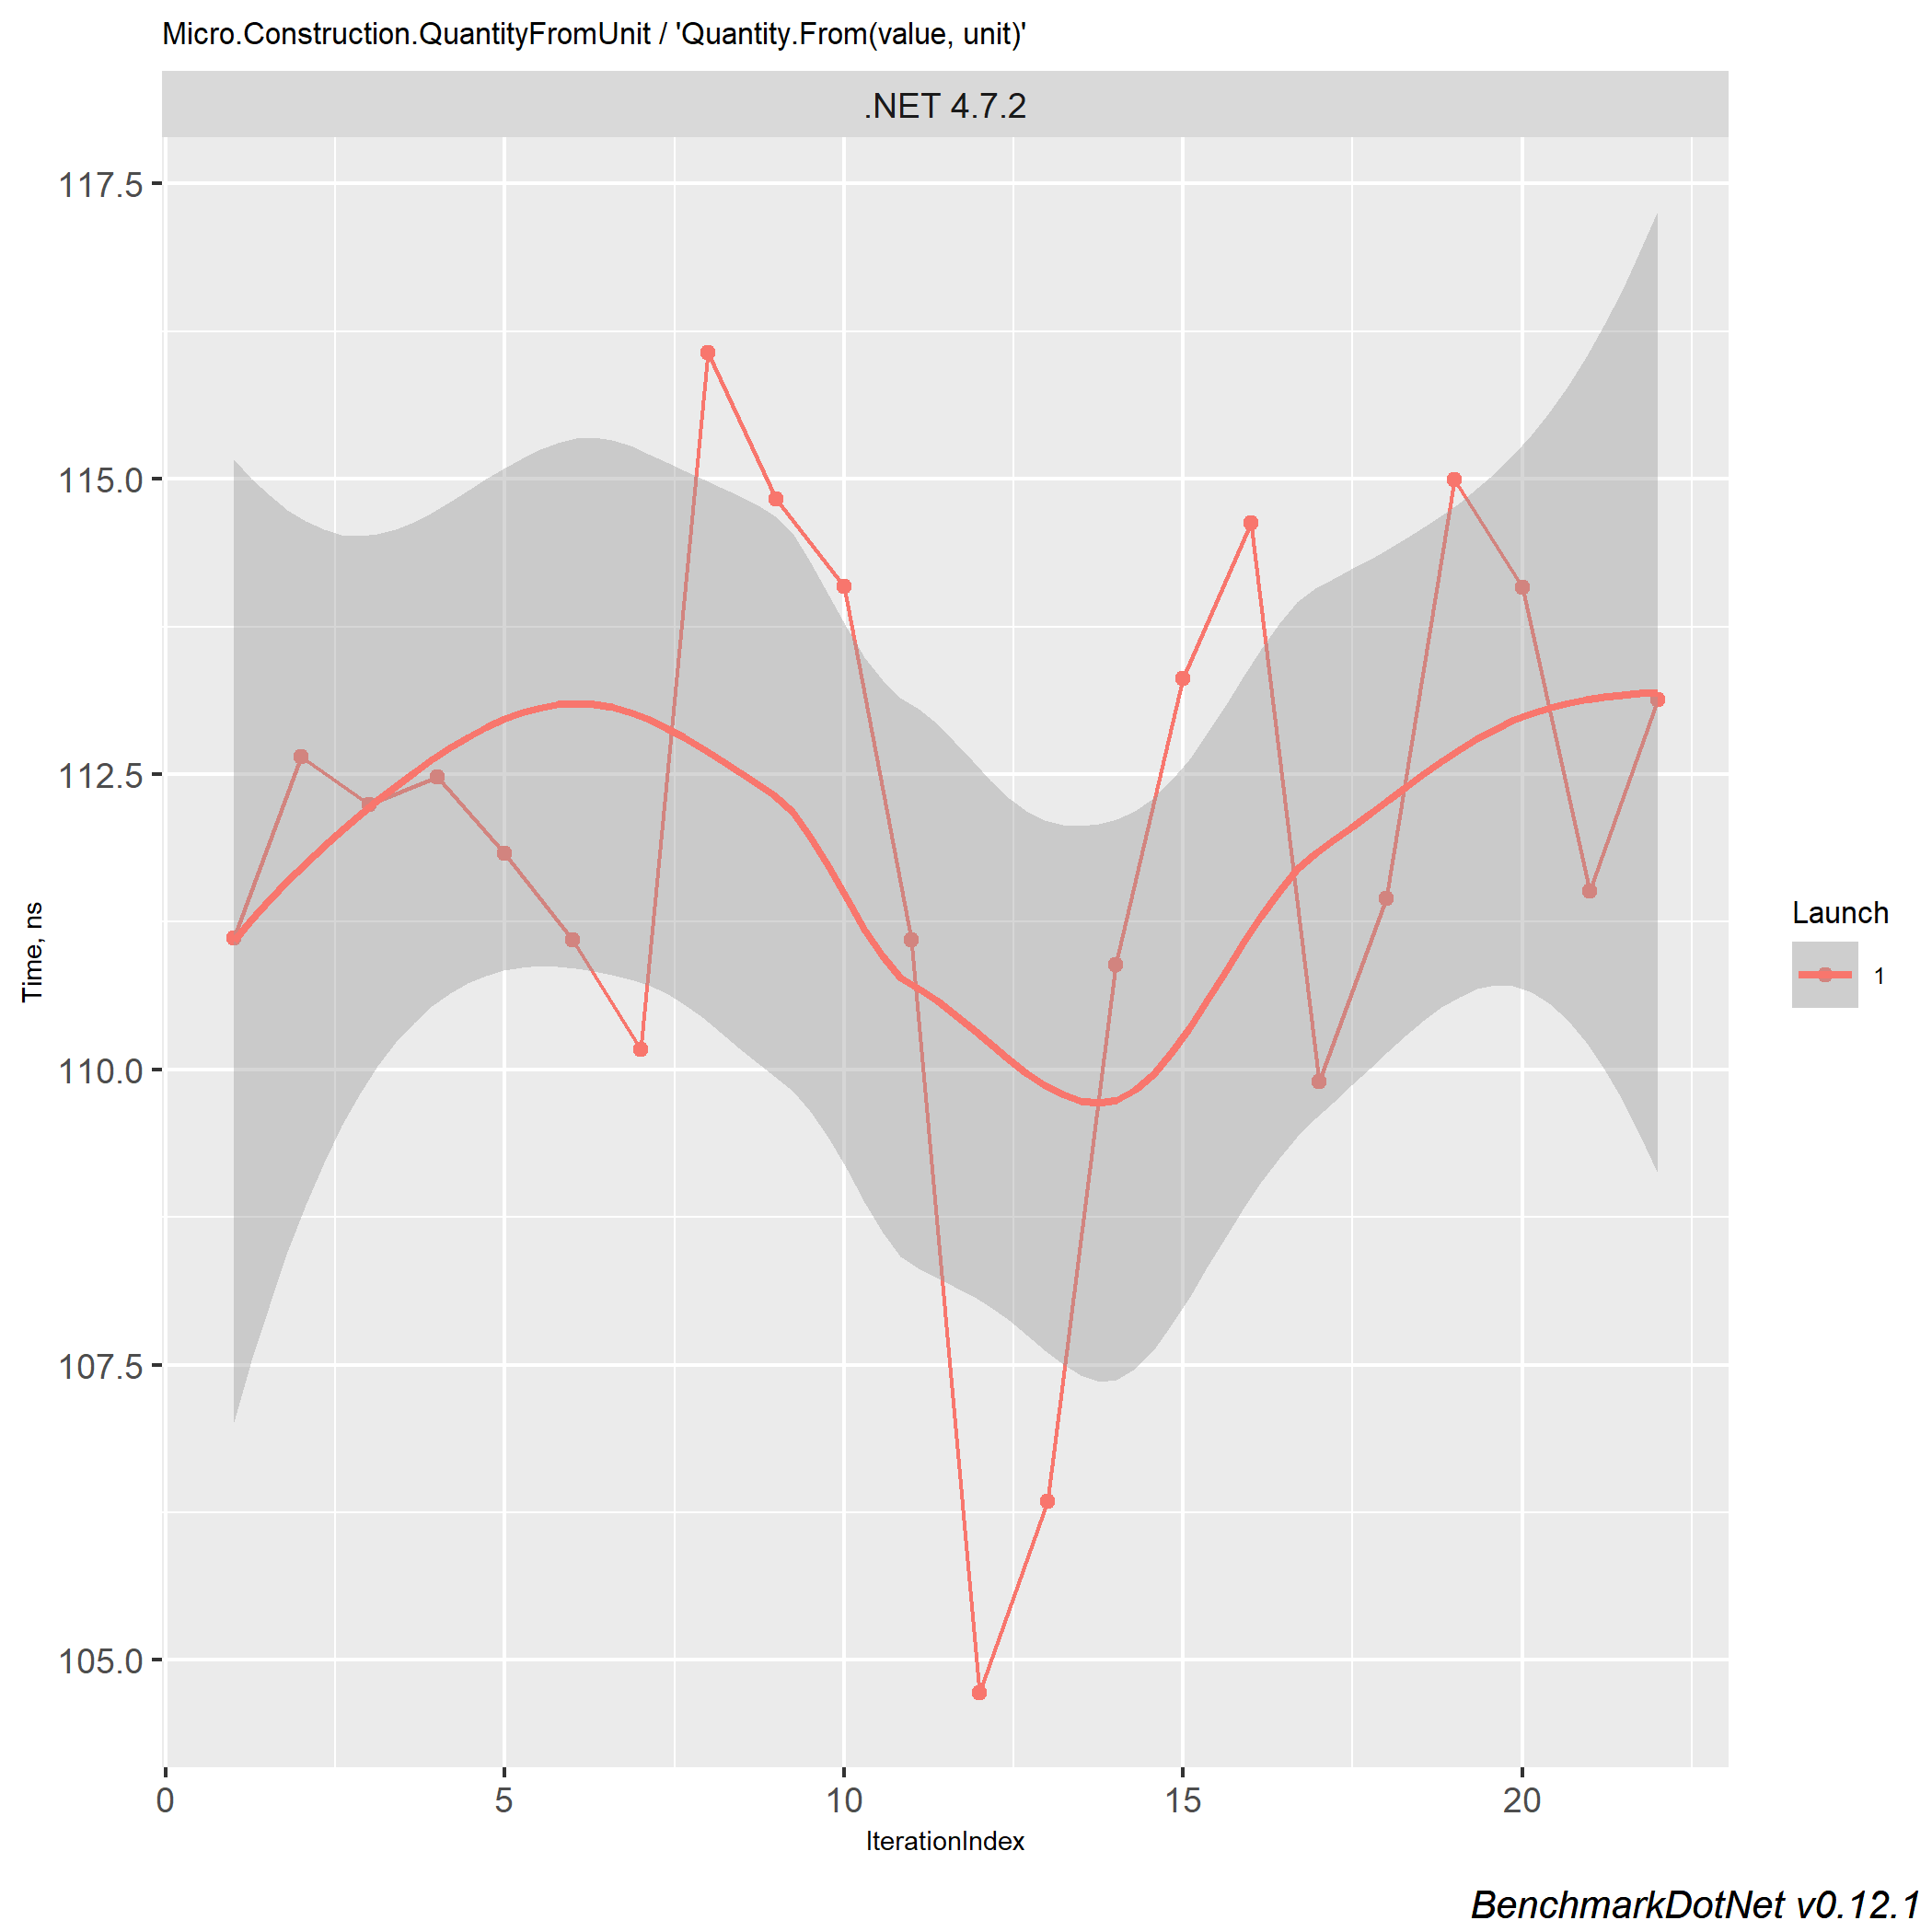 Micro.Construction.QuantityFromUnit / 'Quantity.From(value, unit)'
.NET 4.7.2
117.5
115.0
112.5
110.0
107.5
105.0
Time, ns
0 5 10 15 20
IterationIndex
Launch
1
BenchmarkDotNet v0.12.1